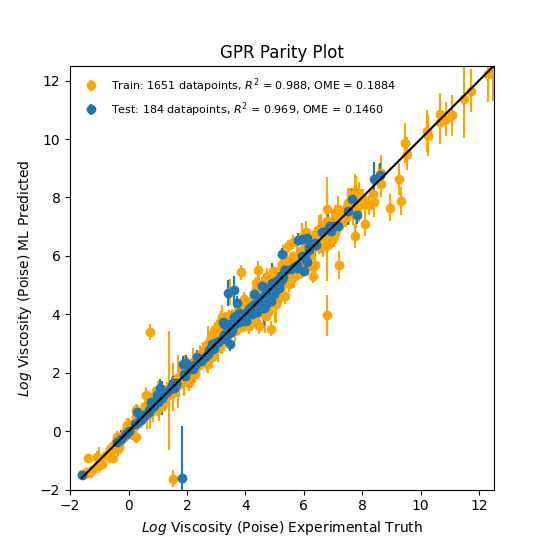 GPR Parity Plot
Train: 1651 datapoints, R² = 0.988, OME = 0.1884
Test: 184 datapoints, R² = 0.969, OME = 0.1460
Log Viscosity (Poise) ML Predicted
12
10
8
6
4
2
0
−2
−2 0 2 4 6 8 10 12
Log Viscosity (Poise) Experimental Truth